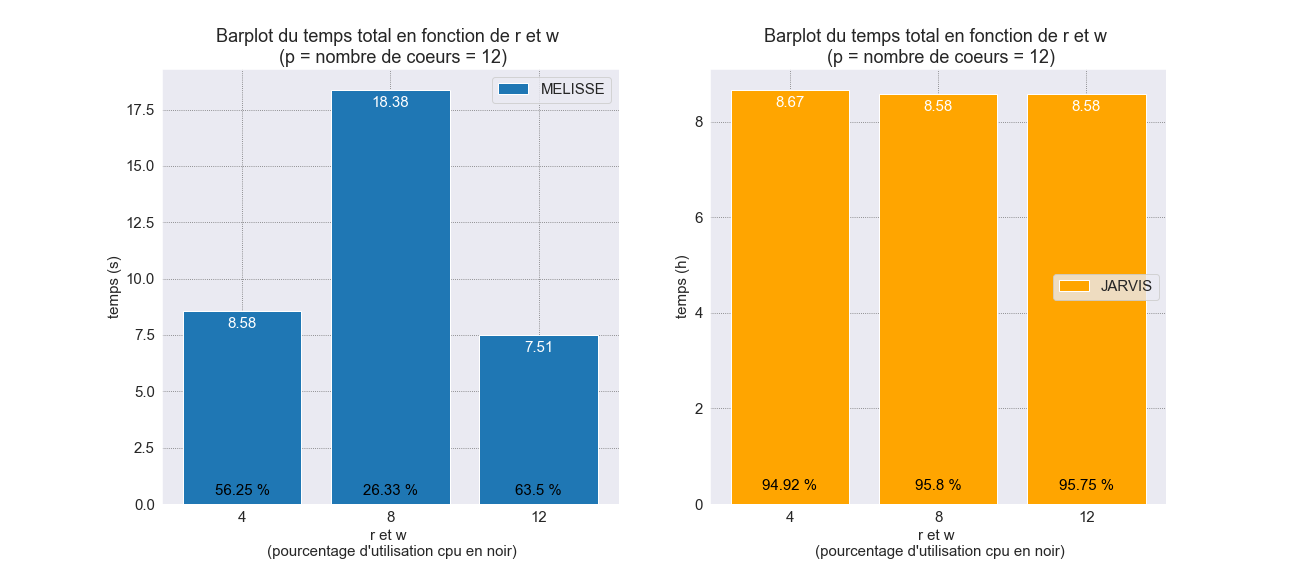 Barplot du temps total en fonction de r et w
(p = nombre de coeurs = 12)
MELISSE
temps (s)
17.5
15.0
12.5
10.0
7.5
5.0
2.5
0.0
18.38
8.58
7.51
56.25 %
26.33 %
63.5 %
4
8
12
r et w
(pourcentage d'utilisation cpu en noir)
Barplot du temps total en fonction de r et w
(p = nombre de coeurs = 12)
JARVIS
temps (h)
8
6
4
2
0
8.67
8.58
8.58
94.92 %
95.8 %
95.75 %
4
8
12
r et w
(pourcentage d'utilisation cpu en noir)